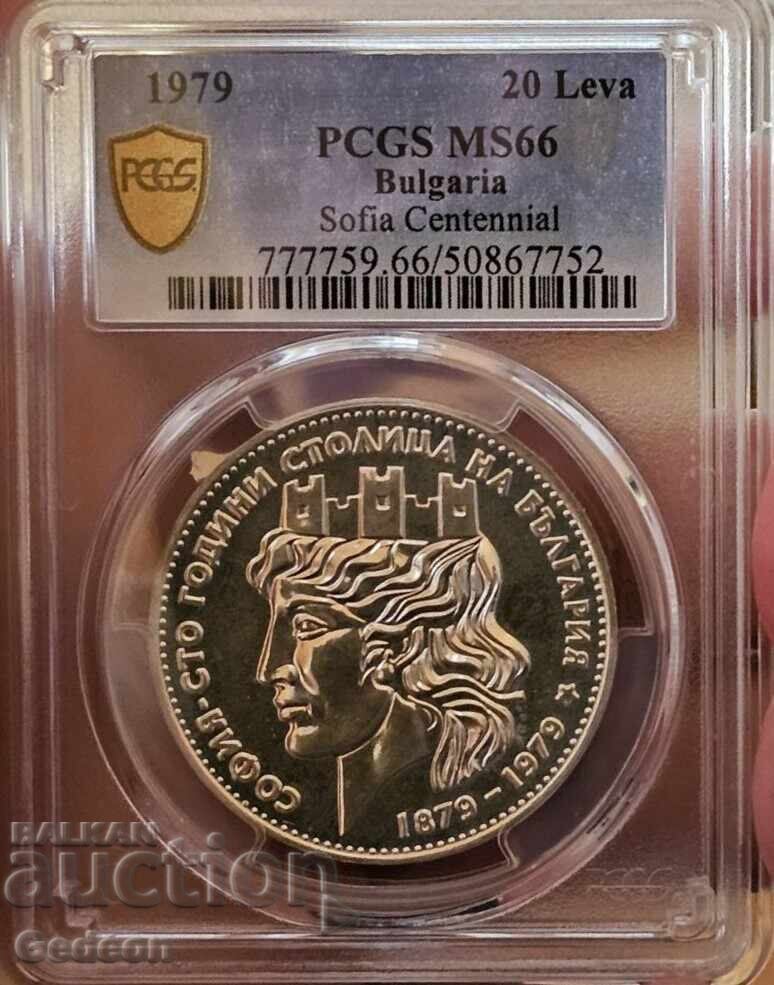 1979 20 Leva
PCGS MS66
Bulgaria
Sofia Centennial
777759.66/50867752
PCGS
СОФИЯ-СТО ГОДИНИ СТОЛИЦА НА БЪЛГАРИЯ
1879-1979
BALKAN
auction
Gedeon
PCGS